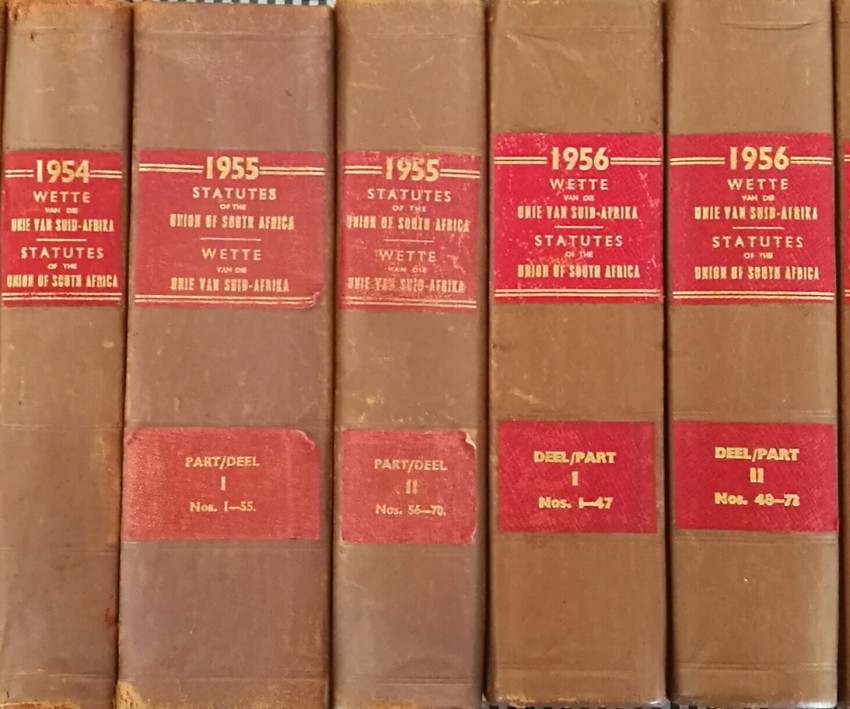 1954
WETTE
VAN DIE
UNIE VAN SUID-AFRIKA
STATUTES
OF THE
UNION OF SOUTH AFRICA
1955
STATUTES
OF THE
UNION OF SOUTH AFRICA
WETTE
VAN DIE
UNIE VAN SUID-AFRIKA
PART/DEEL
I
Nos. 1—55.
1955
STATUTES
OF THE
UNION OF SOUTH AFRICA
WETTE
VAN DIE
UNIE VAN SUID-AFRIKA
PART/DEEL
II
Nos. 56—70.
1956
WETTE
VAN DIE
UNIE VAN SUID-AFRIKA
STATUTES
OF THE
UNION OF SOUTH AFRICA
DEEL/PART
I
Nos. 1—47
1956
WETTE
VAN DIE
UNIE VAN SUID-AFRIKA
STATUTES
OF THE
UNION OF SOUTH AFRICA
DEEL/PART
II
Nos. 48—73